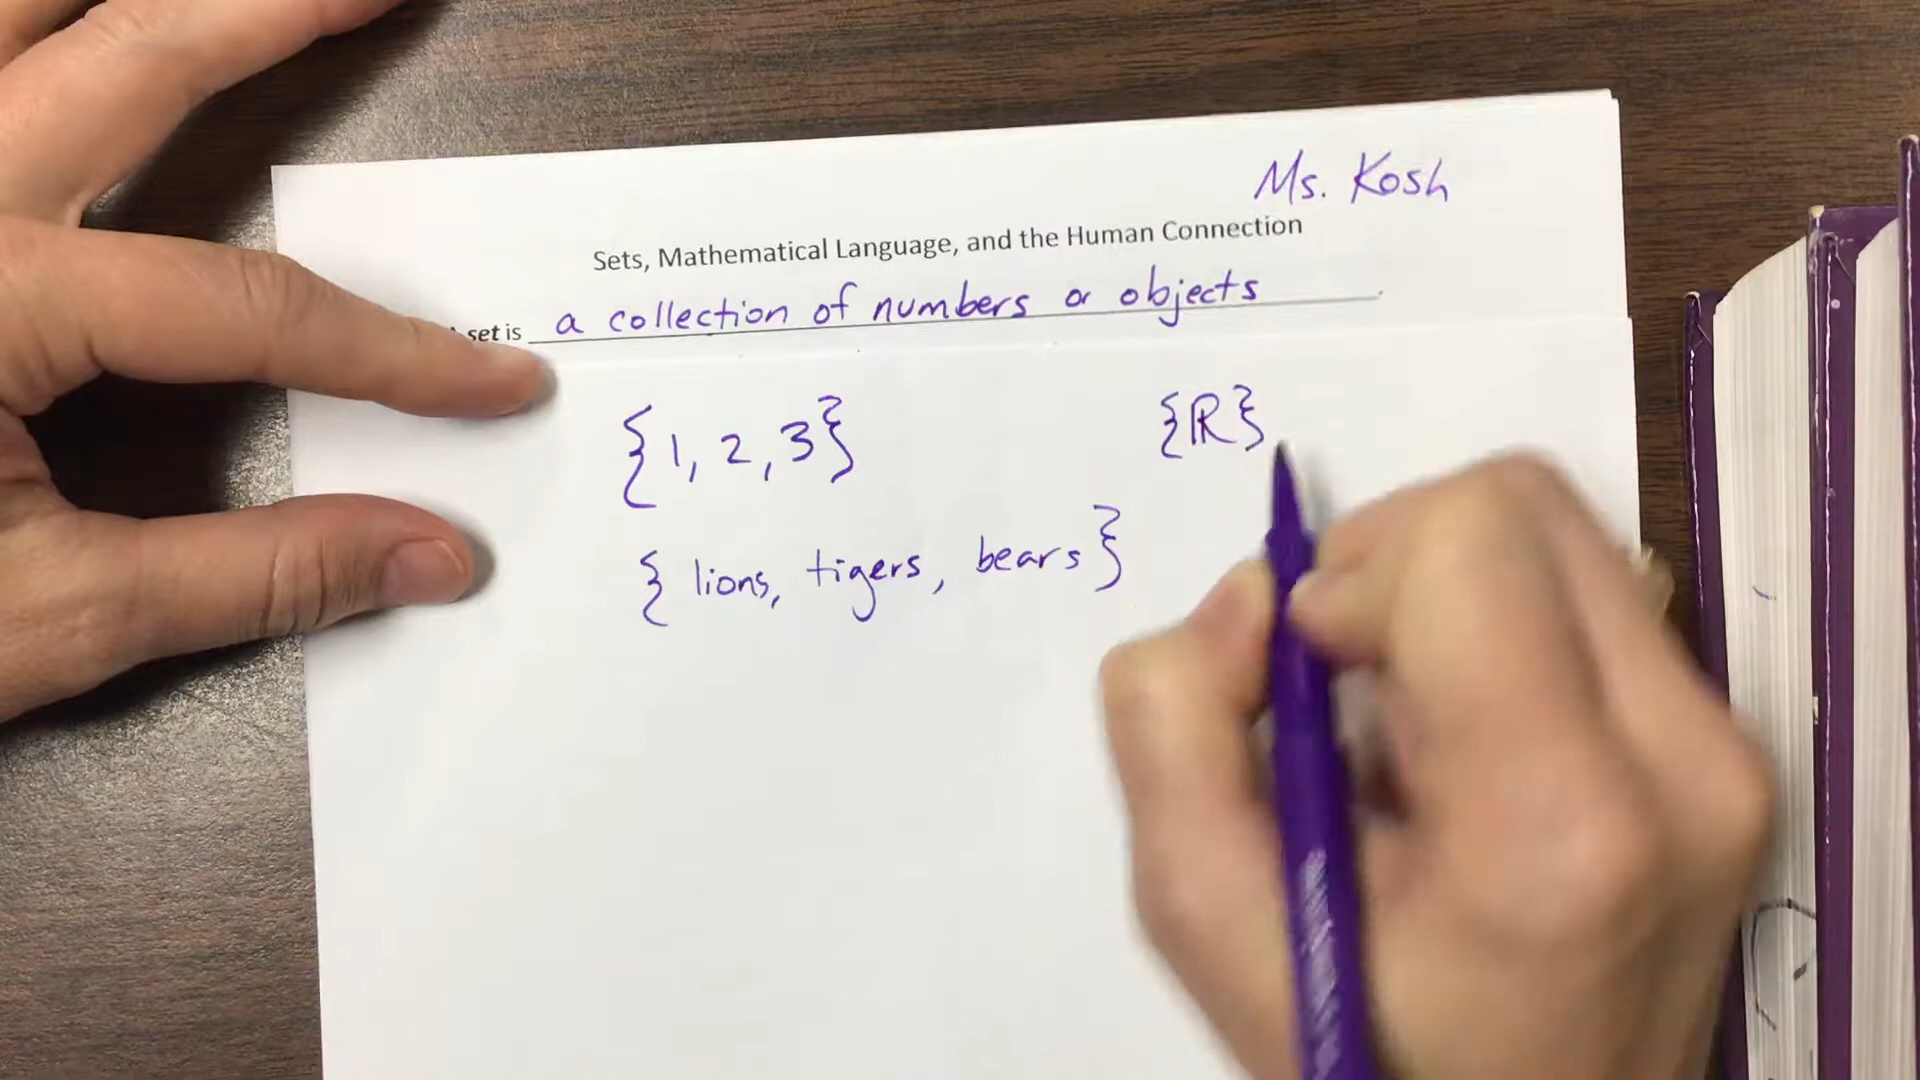 Ms. Kosh
Sets, Mathematical Language, and the Human Connection
set is a collection of numbers or objects.
{1, 2, 3} {ℝ}
{ lions, tigers, bears }